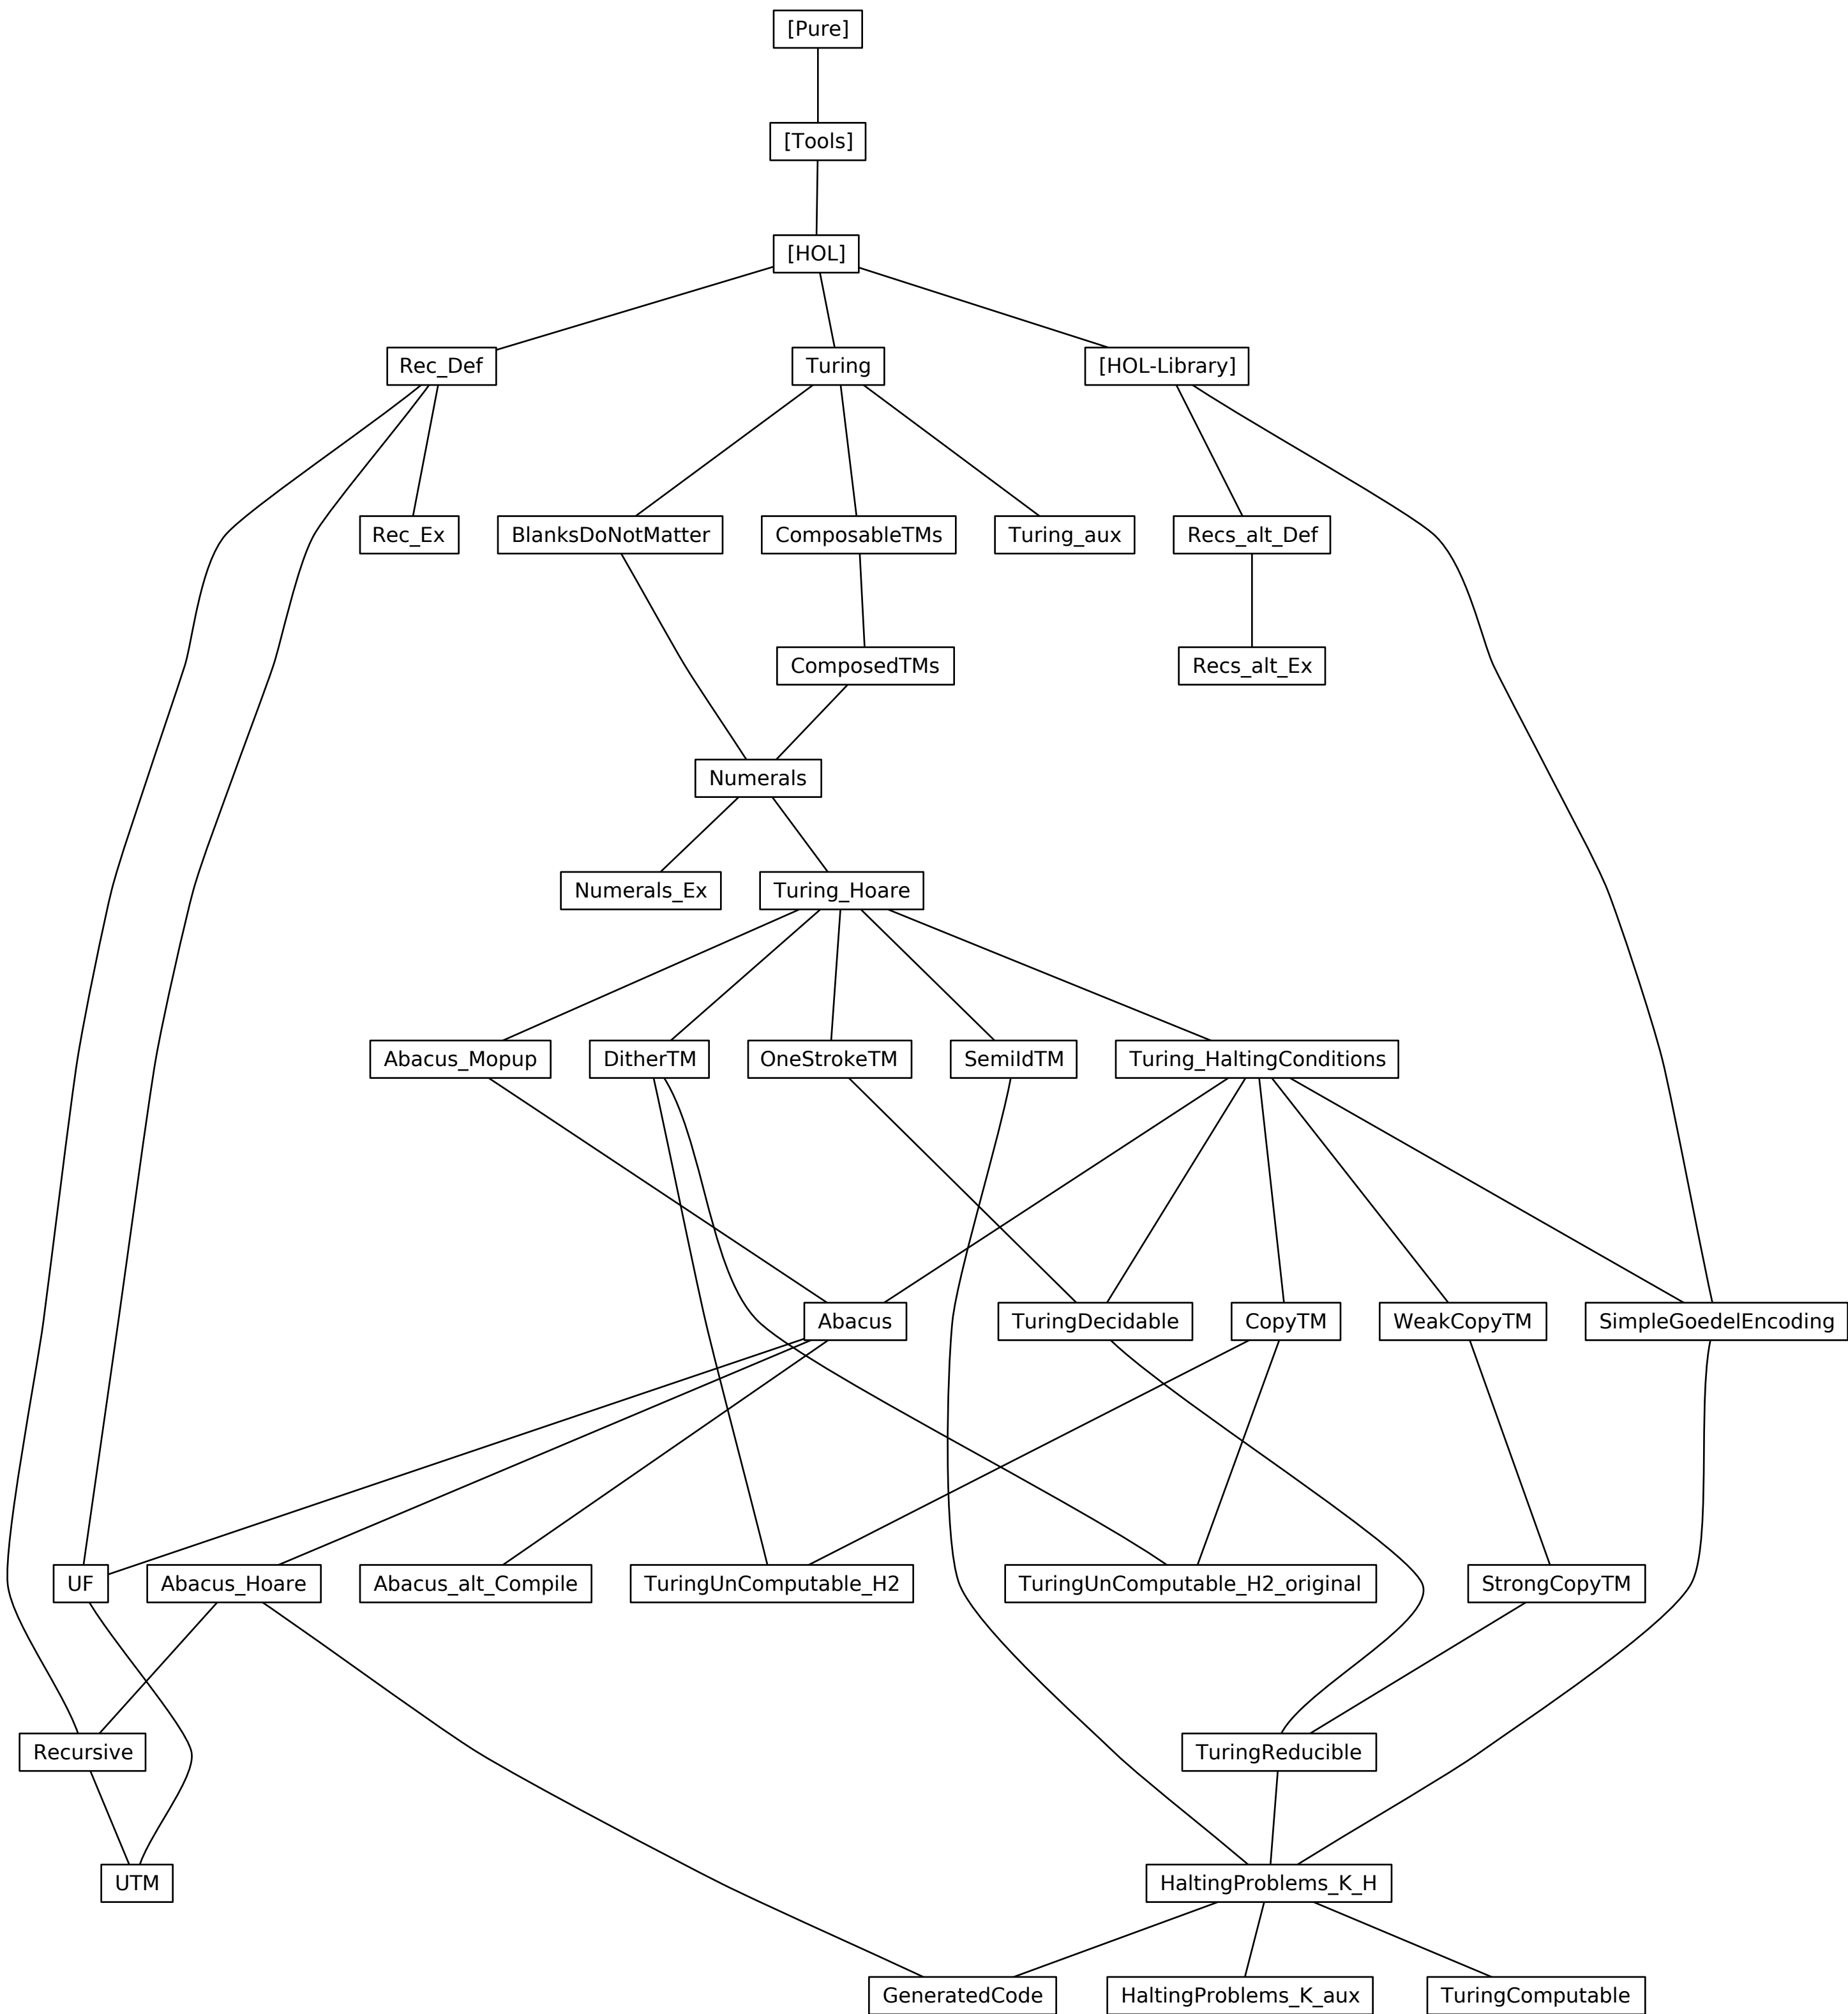 [Pure]
[Tools]
[HOL]
Rec_Def
Turing
[HOL-Library]
Rec_Ex
BlanksDoNotMatter
ComposableTMs
Turing_aux
Recs_alt_Def
ComposedTMs
Recs_alt_Ex
Numerals
Numerals_Ex
Turing_Hoare
Abacus_Mopup
DitherTM
OneStrokeTM
SemiIdTM
Turing_HaltingConditions
Abacus
TuringDecidable
CopyTM
WeakCopyTM
SimpleGoedelEncoding
UF
Abacus_Hoare
Abacus_alt_Compile
TuringUnComputable_H2
TuringUnComputable_H2_original
StrongCopyTM
Recursive
TuringReducible
UTM
HaltingProblems_K_H
GeneratedCode
HaltingProblems_K_aux
TuringComputable